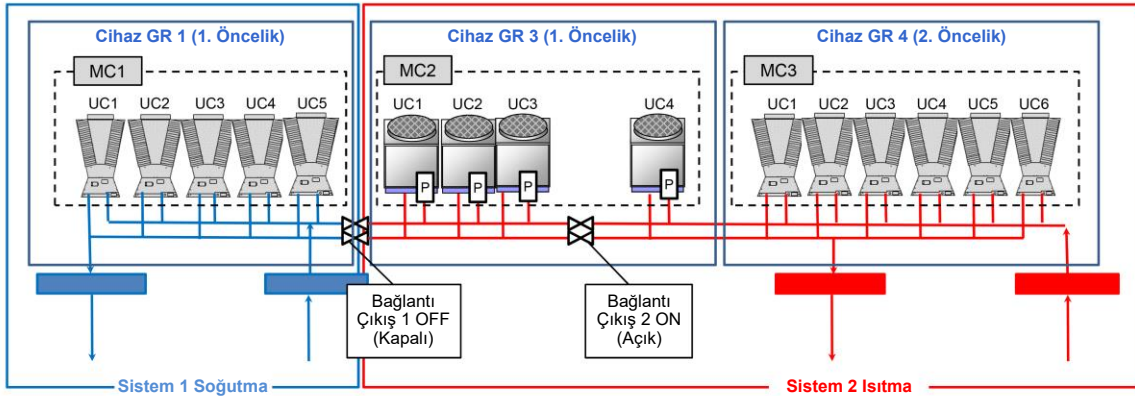 Cihaz GR 1 (1. Öncelik)
Cihaz GR 3 (1. Öncelik)
Cihaz GR 4 (2. Öncelik)
MC1
MC2
MC3
UC1 UC2 UC3 UC4 UC5
UC1 UC2 UC3 UC4
UC1 UC2 UC3 UC4 UC5 UC6
P P P P
Bağlantı
Çıkış 1 OFF
(Kapalı)
Bağlantı
Çıkış 2 ON
(Açık)
Sistem 1 Soğutma
Sistem 2 Isıtma